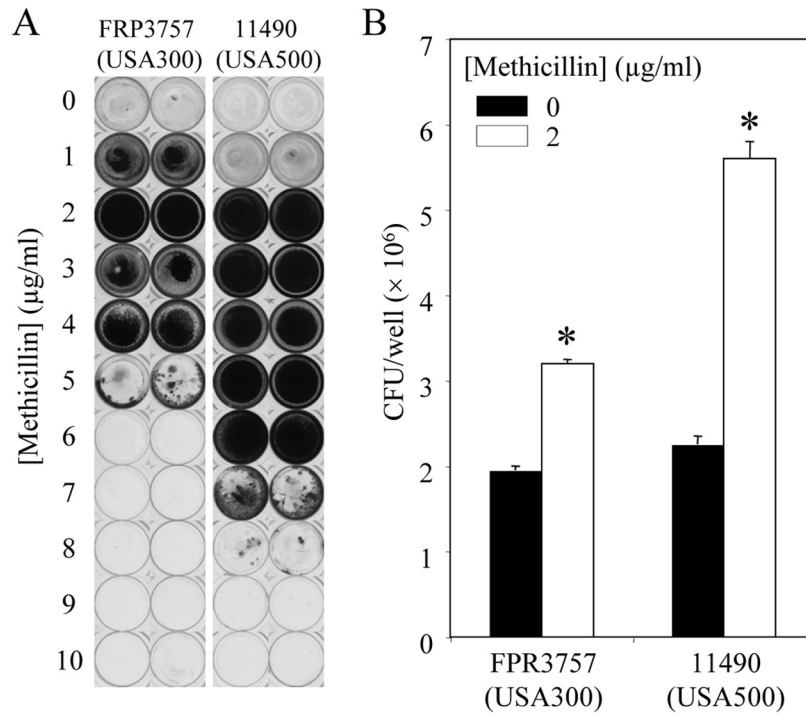 A
FRP3757
(USA300)
11490
(USA500)
[Methicillin] (µg/ml)
0
1
2
3
4
5
6
7
8
9
10
B
[Methicillin] (µg/ml)
0
2
CFU/well (× 10⁶)
7
6
5
4
3
2
1
0
*
*
FPR3757
(USA300)
11490
(USA500)